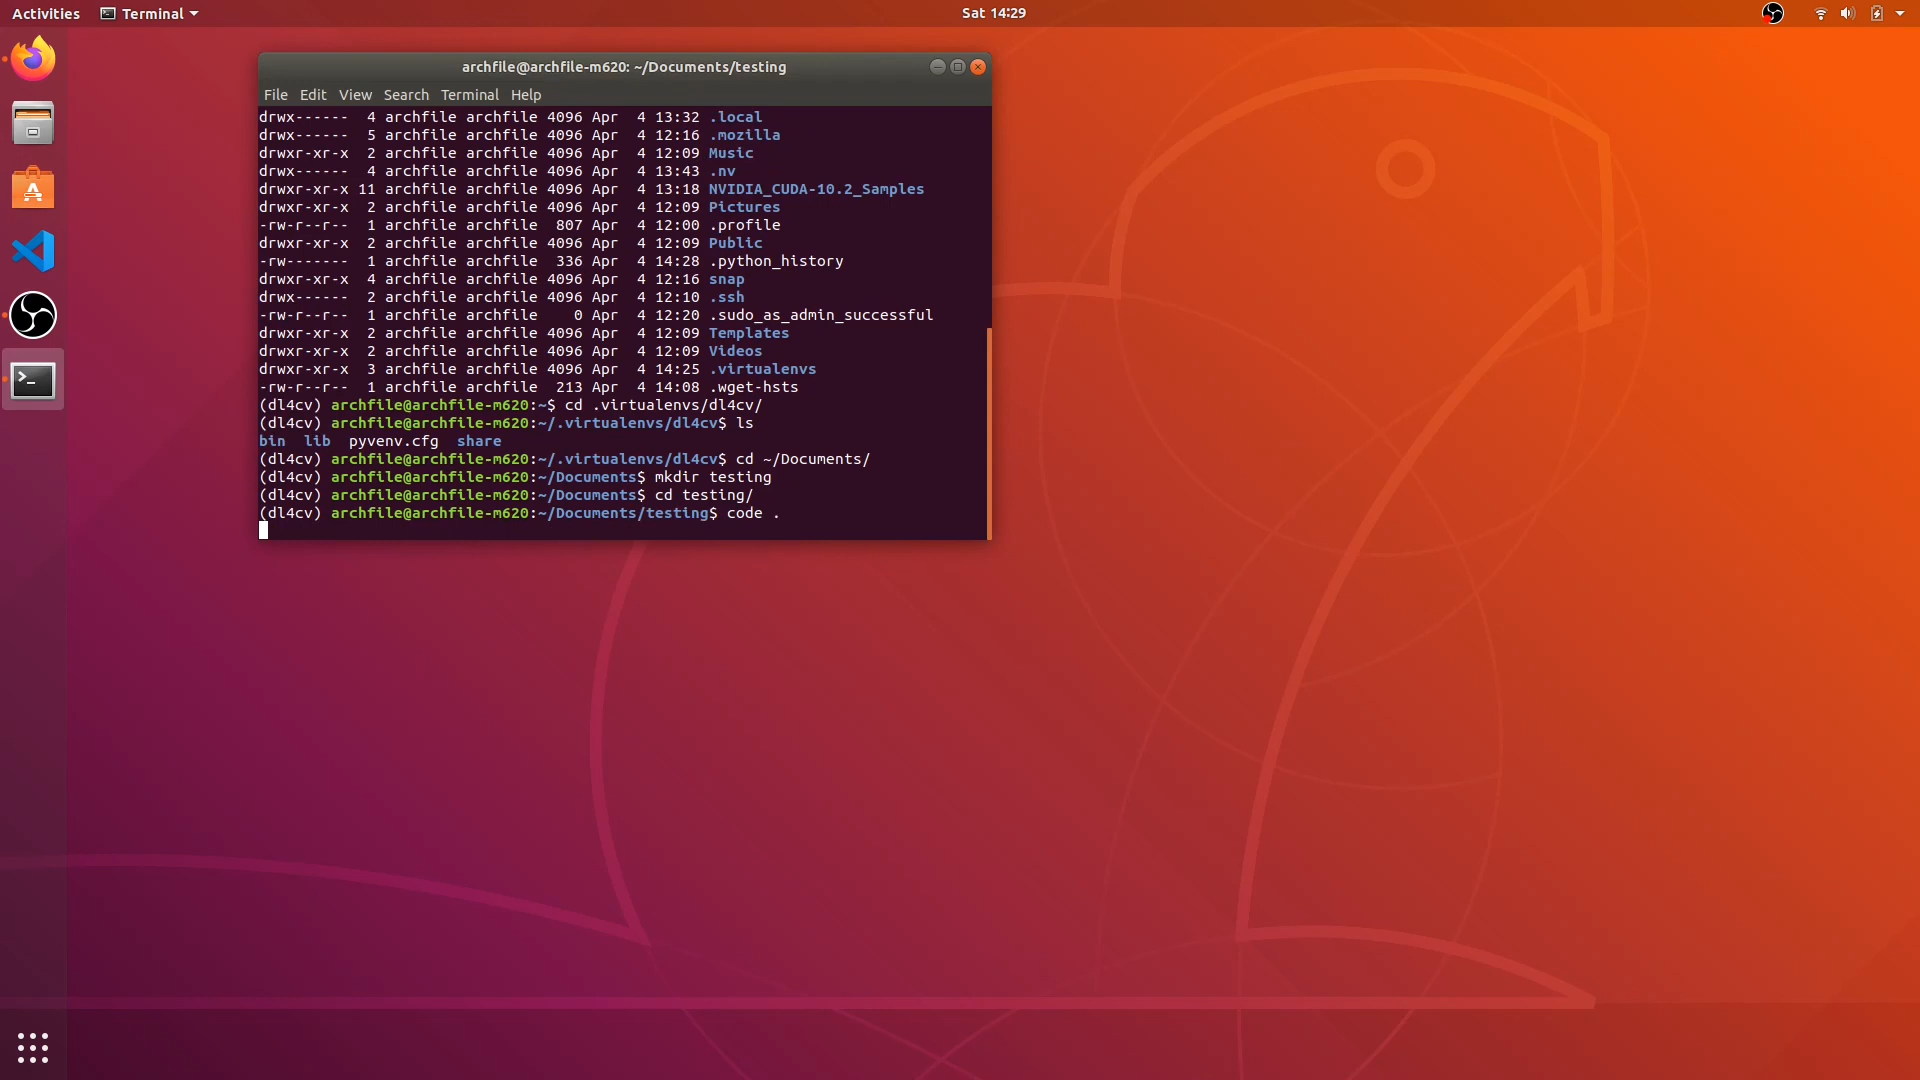 Activities Terminal Sat 14:29
archfile@archfile-m620: ~/Documents/testing
File Edit View Search Terminal Help
drwx------  4 archfile archfile 4096 Apr  4 13:32 .local
drwx------  5 archfile archfile 4096 Apr  4 12:16 .mozilla
drwxr-xr-x  2 archfile archfile 4096 Apr  4 12:09 Music
drwx------  4 archfile archfile 4096 Apr  4 13:43 .nv
drwxr-xr-x 11 archfile archfile 4096 Apr  4 13:18 NVIDIA_CUDA-10.2_Samples
drwxr-xr-x  2 archfile archfile 4096 Apr  4 12:09 Pictures
-rw-r--r--  1 archfile archfile  807 Apr  4 12:00 .profile
drwxr-xr-x  2 archfile archfile 4096 Apr  4 12:09 Public
-rw-------  1 archfile archfile  336 Apr  4 14:28 .python_history
drwxr-xr-x  4 archfile archfile 4096 Apr  4 12:16 snap
drwx------  2 archfile archfile 4096 Apr  4 12:10 .ssh
-rw-r--r--  1 archfile archfile    0 Apr  4 12:20 .sudo_as_admin_successful
drwxr-xr-x  2 archfile archfile 4096 Apr  4 12:09 Templates
drwxr-xr-x  2 archfile archfile 4096 Apr  4 12:09 Videos
drwxr-xr-x  3 archfile archfile 4096 Apr  4 14:25 .virtualenvs
-rw-r--r--  1 archfile archfile  213 Apr  4 14:08 .wget-hsts
(dl4cv) archfile@archfile-m620:~$ cd .virtualenvs/dl4cv/
(dl4cv) archfile@archfile-m620:~/.virtualenvs/dl4cv$ ls
bin  lib  pyvenv.cfg  share
(dl4cv) archfile@archfile-m620:~/.virtualenvs/dl4cv$ cd ~/Documents/
(dl4cv) archfile@archfile-m620:~/Documents$ mkdir testing
(dl4cv) archfile@archfile-m620:~/Documents$ cd testing/
(dl4cv) archfile@archfile-m620:~/Documents/testing$ code .